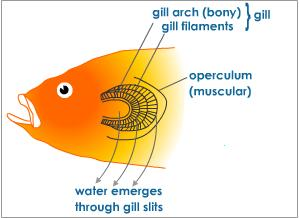 gill arch (bony) } gill
gill filaments
operculum
(muscular)
water emerges
through gill slits